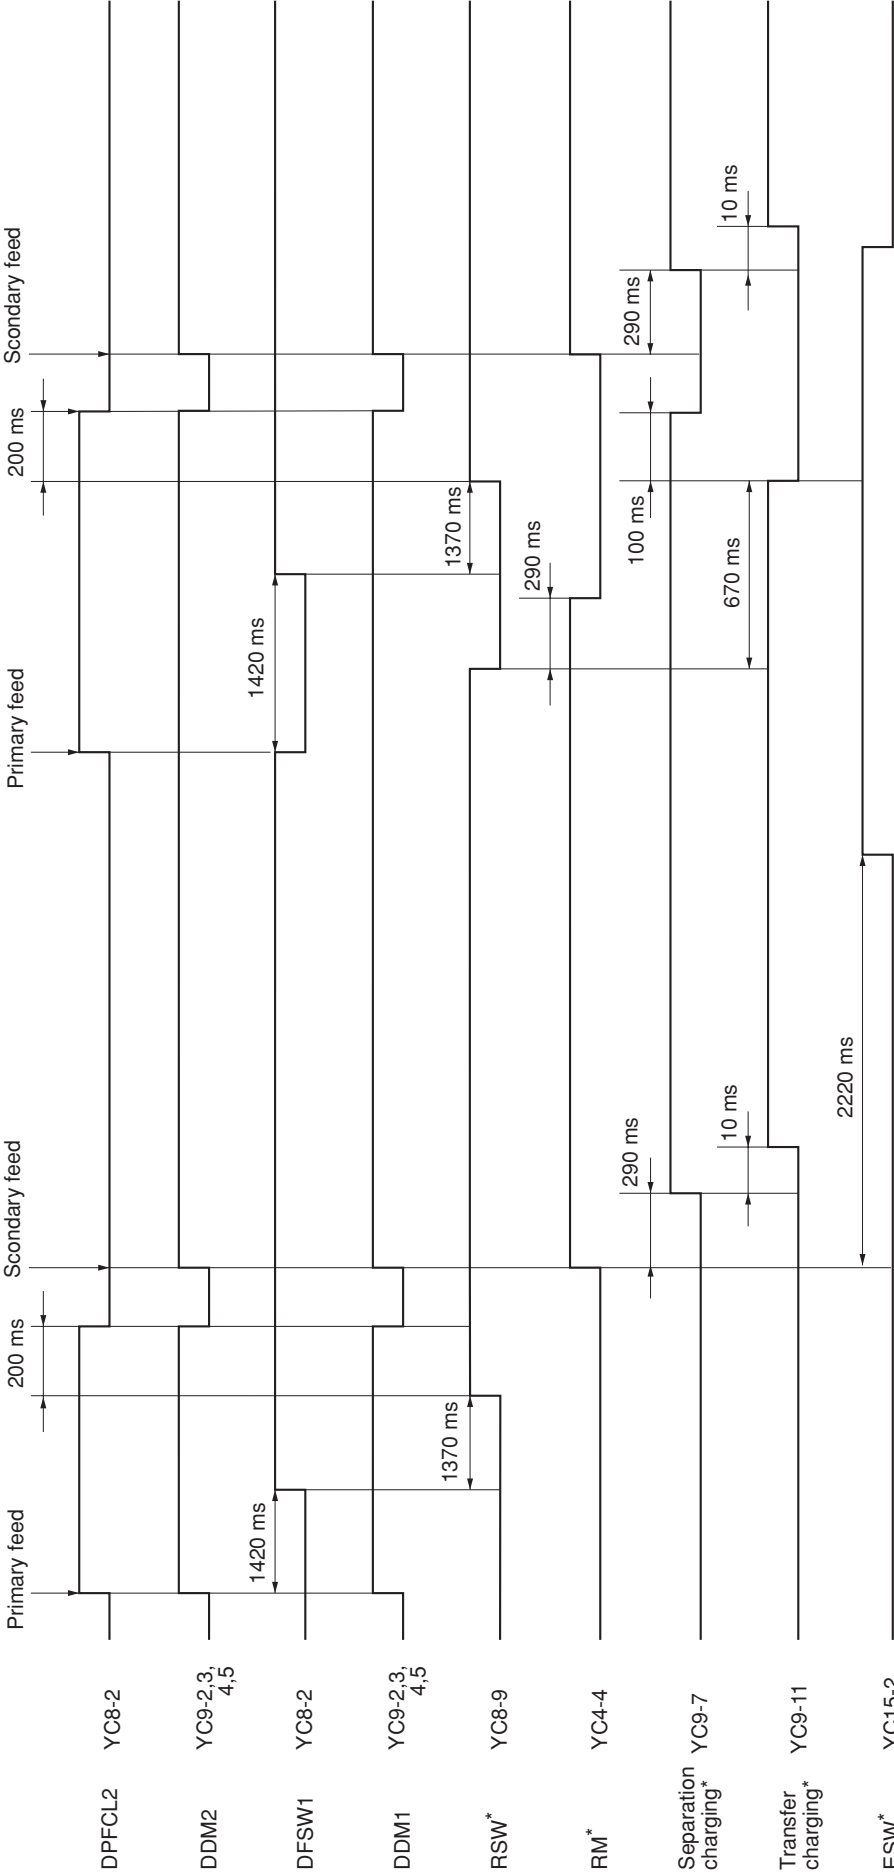 Primary feed
200 ms
Scondary feed
Primary feed
200 ms
Scondary feed
DPFCL2 YC8-2
DDM2 YC9-2,3,
4,5
1420 ms
1420 ms
DFSW1 YC8-2
DDM1 YC9-2,3,
4,5
1370 ms
1370 ms
RSW* YC8-9
290 ms
RM* YC4-4
290 ms
100 ms
290 ms
Separation
charging* YC9-7
10 ms
670 ms
10 ms
Transfer
charging* YC9-11
2220 ms
YC15-2